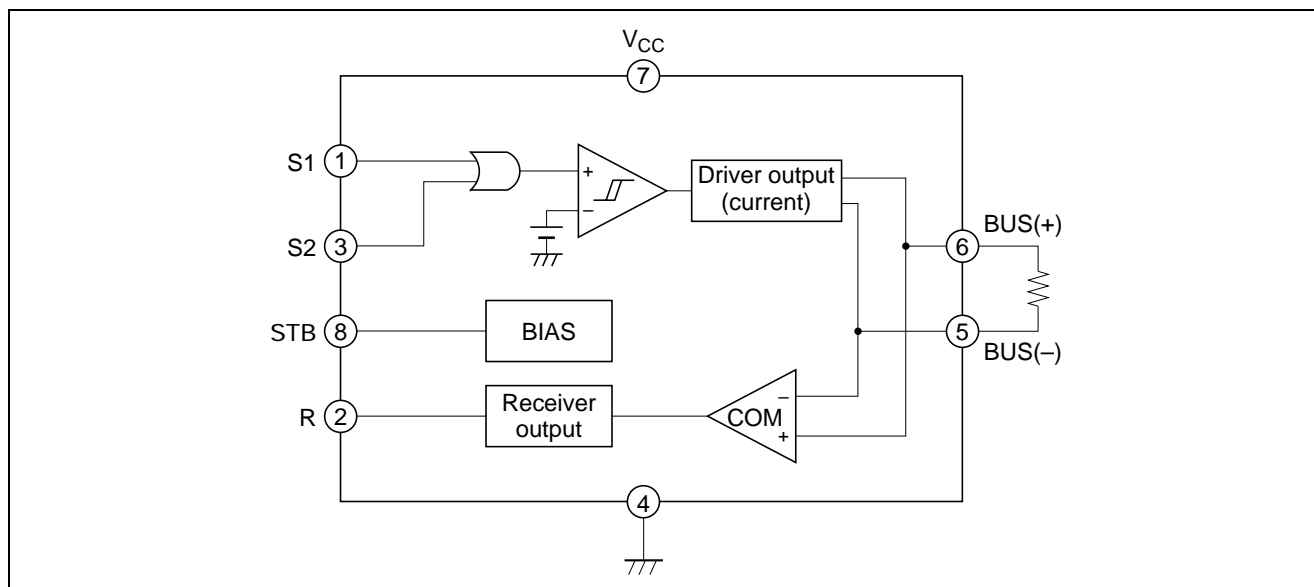 VCC
7
S1 1
+
–
Driver output
(current)
6 BUS(+)
S2 3
STB 8
BIAS
5 BUS(–)
R 2
Receiver
output
COM
–
+
4